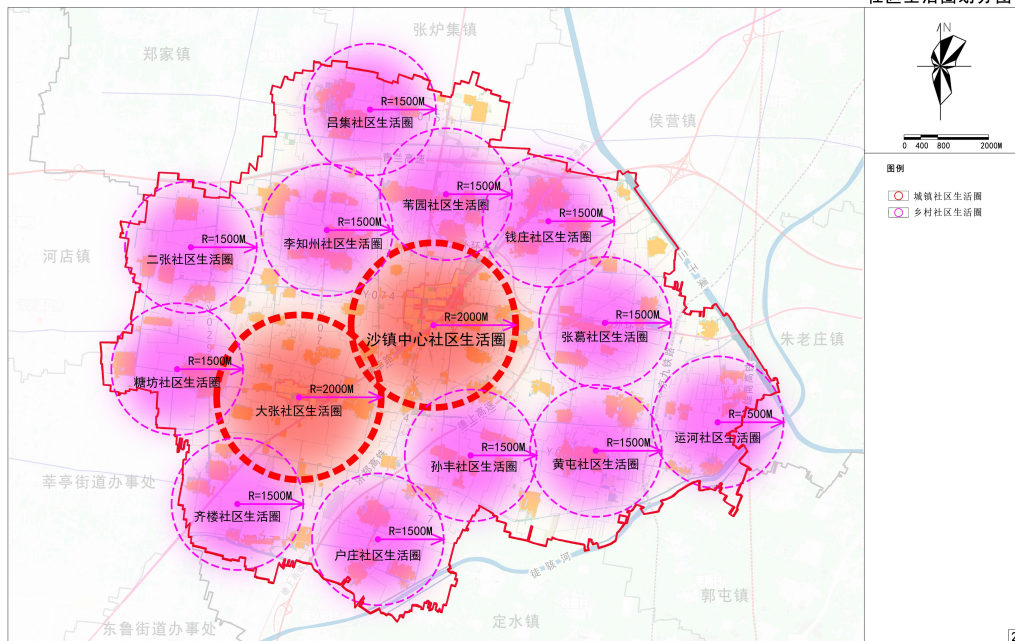 张炉集镇
郑家镇
N
R=1500M
吕集社区生活圈
侯营镇
0 400 800 2000M
青兰高速
图例
城镇社区生活圈
乡村社区生活圈
R=1500M
苇园社区生活圈
R=1500M
钱庄社区生活圈
R=1500M
李知州社区生活圈
R=1500M
二张社区生活圈
河店镇
Y074
R=2000M
沙镇中心社区生活圈
R=1500M
张葛社区生活圈
朱老庄镇
R=1500M
糖坊社区生活圈
R=2000M
大张社区生活圈
R=1500M
运河社区生活圈
德上高速
R=1500M
孙丰社区生活圈
R=1500M
黄屯社区生活圈
莘亭街道办事处
R=1500M
齐楼社区生活圈
R=1500M
户庄社区生活圈
徒骇河
郭屯镇
定水镇
东鲁街道办事处